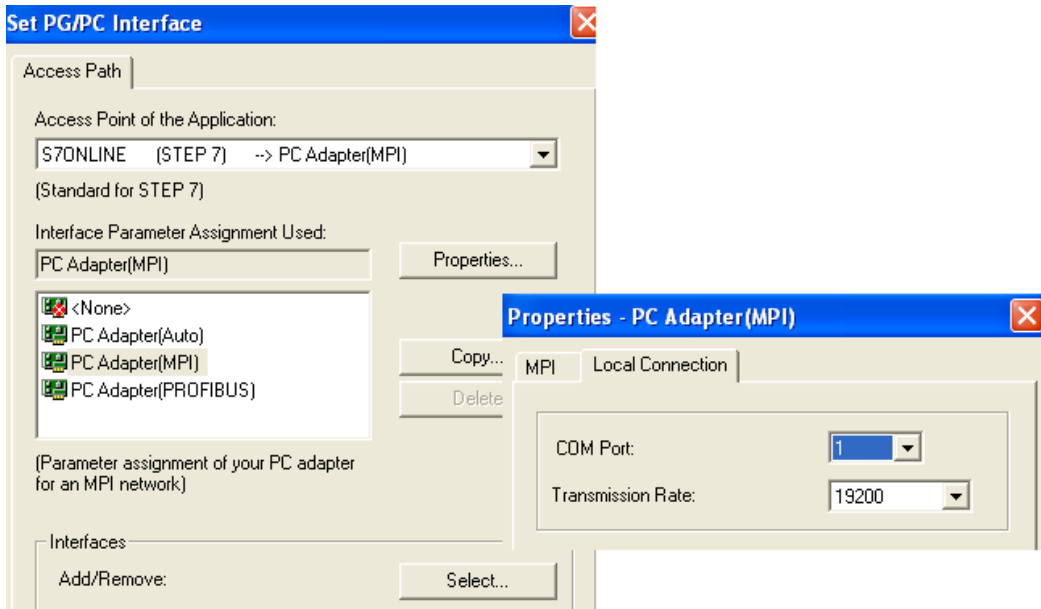 Set PG/PC Interface
Access Path
Access Point of the Application:
S7ONLINE (STEP 7) --> PC Adapter(MPI)
(Standard for STEP 7)
Interface Parameter Assignment Used:
PC Adapter(MPI)
Properties...
<None>
PC Adapter(Auto)
PC Adapter(MPI)
PC Adapter(PROFIBUS)
Copy...
Delete
(Parameter assignment of your PC adapter
for an MPI network)
Interfaces
Add/Remove:
Select...
Properties - PC Adapter(MPI)
MPI
Local Connection
COM Port:
1
Transmission Rate:
19200